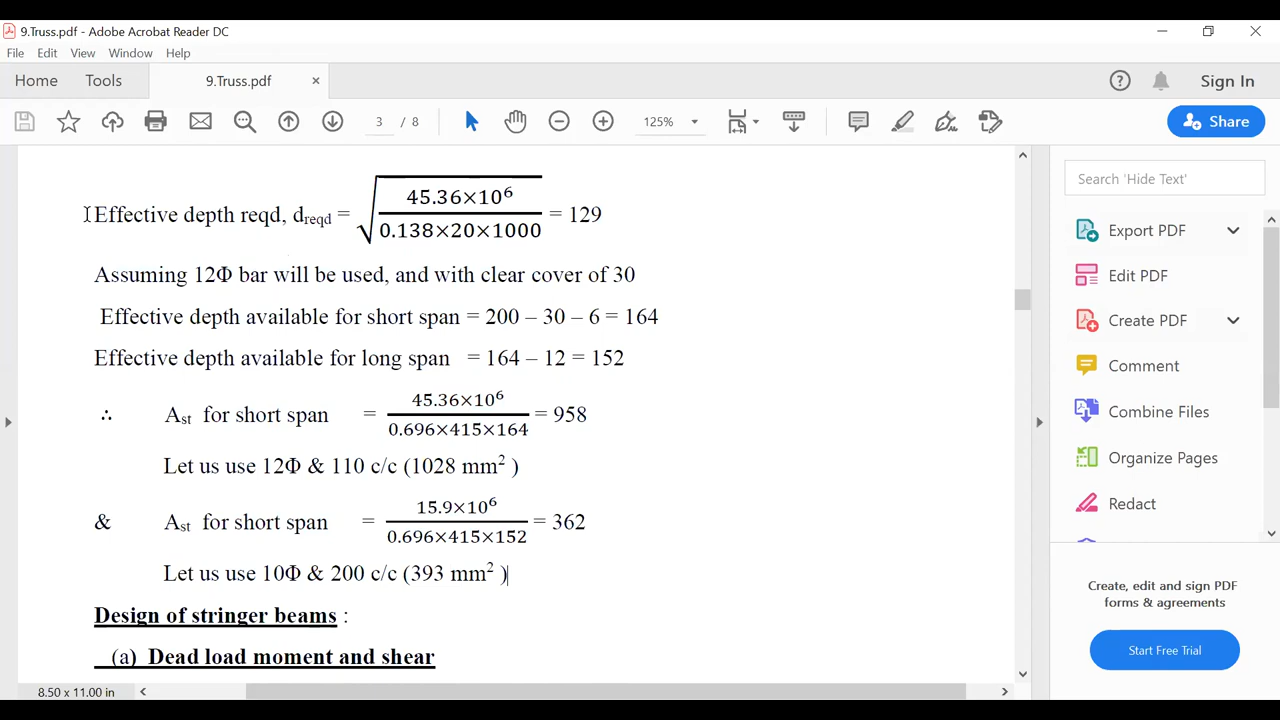 9.Truss.pdf - Adobe Acrobat Reader DC
File Edit View Window Help
Home Tools 9.Truss.pdf × Sign In
3 / 8 125% Share
Effective depth reqd, dreqd = √(45.36×10⁶ / 0.138×20×1000) = 129
Assuming 12Φ bar will be used, and with clear cover of 30
Effective depth available for short span = 200 – 30 – 6 = 164
Effective depth available for long span = 164 – 12 = 152
∴ Ast for short span = 45.36×10⁶ / 0.696×415×164 = 958
Let us use 12Φ & 110 c/c (1028 mm² )
& Ast for short span = 15.9×10⁶ / 0.696×415×152 = 362
Let us use 10Φ & 200 c/c (393 mm² )
Design of stringer beams :
(a) Dead load moment and shear
8.50 x 11.00 in
Search 'Hide Text'
Export PDF
Edit PDF
Create PDF
Comment
Combine Files
Organize Pages
Redact
Create, edit and sign PDF
forms & agreements
Start Free Trial